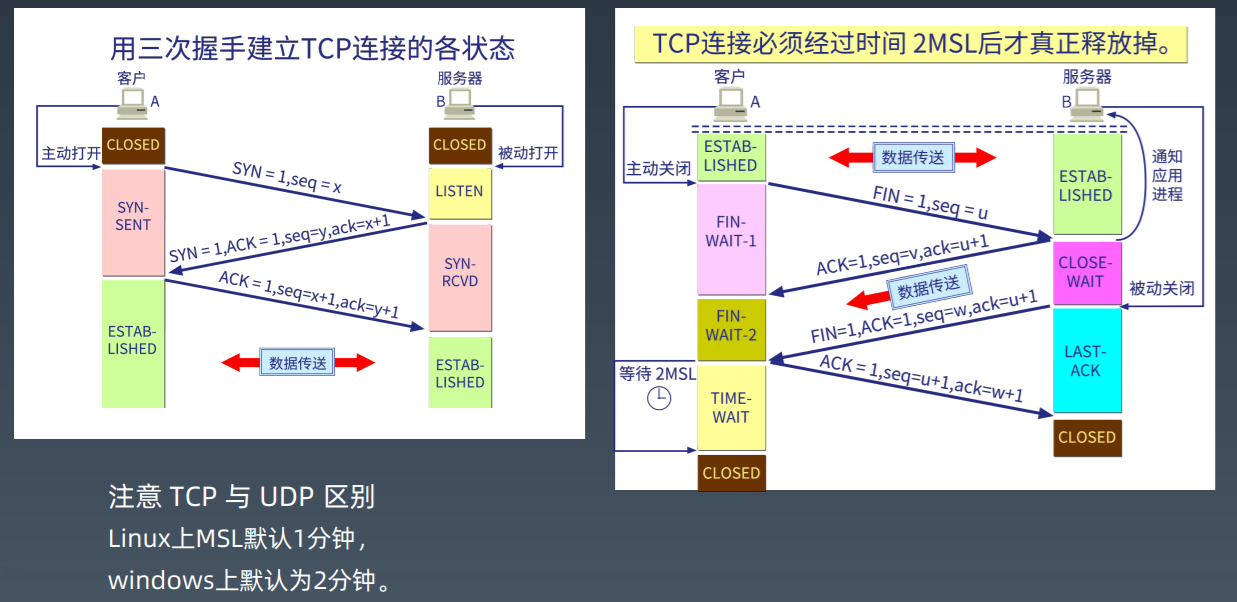 用三次握手建立TCP连接的各状态
客户
服务器
A
B
CLOSED
CLOSED
主动打开
被动打开
SYN = 1,seq = x
LISTEN
SYN-
SENT
SYN = 1,ACK = 1,seq=y,ack=x+1
SYN-
RCVD
ACK = 1,seq=x+1,ack=y+1
ESTAB-
LISHED
数据传送
ESTAB-
LISHED
TCP连接必须经过时间 2MSL后才真正释放掉。
客户
服务器
A
B
ESTAB-
LISHED
数据传送
通知
应用
进程
主动关闭
ESTAB-
LISHED
FIN = 1,seq = u
FIN-
WAIT-1
ACK=1,seq=v,ack=u+1
CLOSE-
WAIT
数据传送
被动关闭
FIN-
WAIT-2
FIN=1,ACK=1,seq=w,ack=u+1
LAST-
ACK
等待 2MSL
ACK = 1,seq=u+1,ack=w+1
TIME-
WAIT
CLOSED
CLOSED
注意 TCP 与 UDP 区别
Linux上MSL默认1分钟，
windows上默认为2分钟。